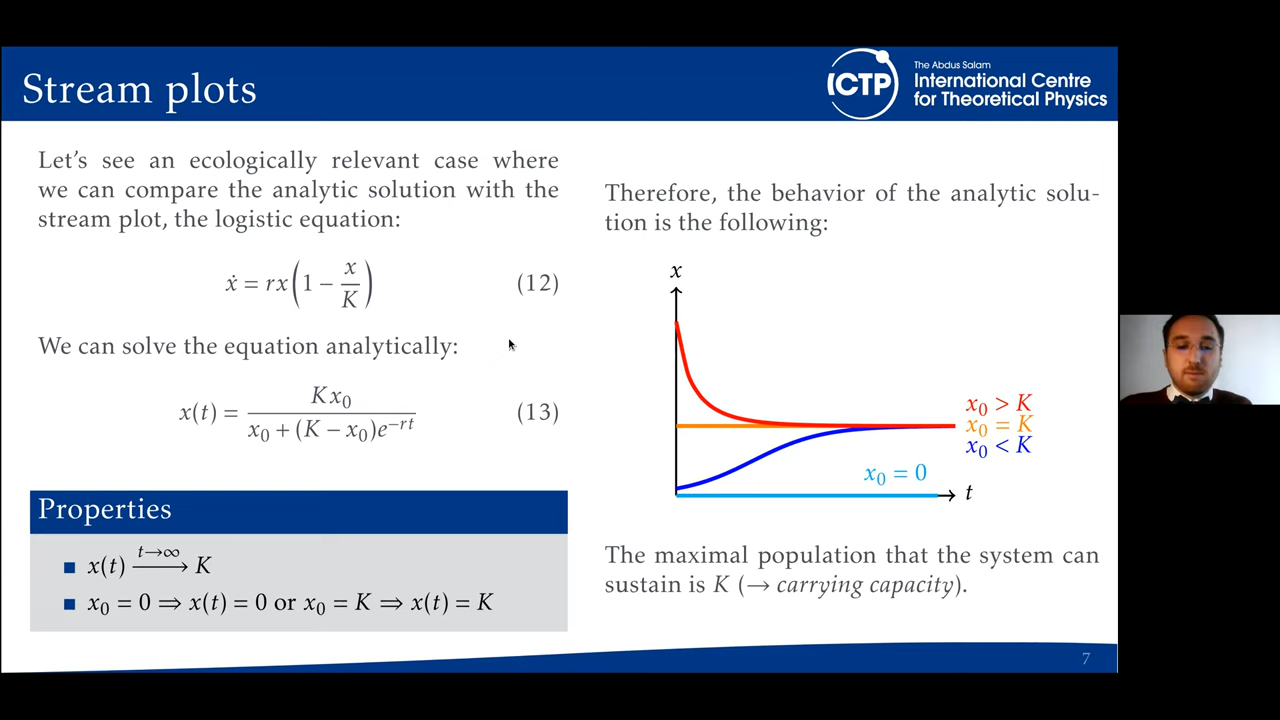 Stream plots
ICTP
The Abdus Salam
International Centre
for Theoretical Physics
Let's see an ecologically relevant case where
we can compare the analytic solution with the
stream plot, the logistic equation:
ẋ = rx(1 − x/K) (12)
We can solve the equation analytically:
x(t) = Kx₀ / (x₀ + (K − x₀)e⁻ʳᵗ) (13)
Properties
■ x(t) →^{t→∞} K
■ x₀ = 0 ⇒ x(t) = 0 or x₀ = K ⇒ x(t) = K
Therefore, the behavior of the analytic solu-
tion is the following:
x
x₀ > K
x₀ = K
x₀ < K
x₀ = 0
t
The maximal population that the system can
sustain is K (→ carrying capacity).
7